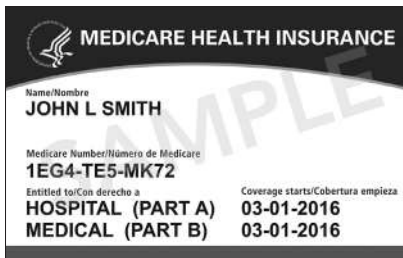 MEDICARE HEALTH INSURANCE
SAMPLE
Name/Nombre
JOHN L SMITH
Medicare Number/Número de Medicare
1EG4-TE5-MK72
Entitled to/Con derecho a Coverage starts/Cobertura empieza
HOSPITAL (PART A) 03-01-2016
MEDICAL (PART B) 03-01-2016